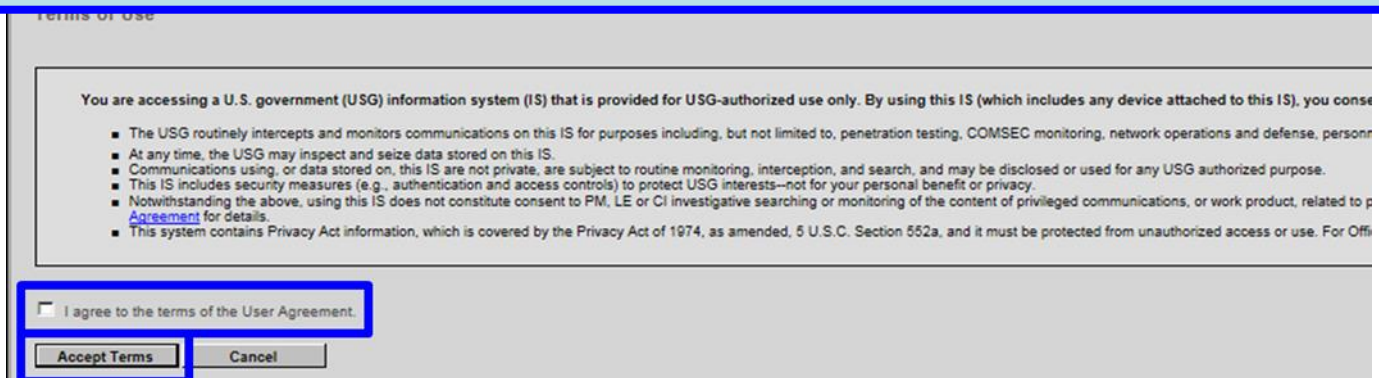 Terms of Use
You are accessing a U.S. government (USG) information system (IS) that is provided for USG-authorized use only. By using this IS (which includes any device attached to this IS), you conse
■ The USG routinely intercepts and monitors communications on this IS for purposes including, but not limited to, penetration testing, COMSEC monitoring, network operations and defense, personn
■ At any time, the USG may inspect and seize data stored on this IS.
■ Communications using, or data stored on, this IS are not private, are subject to routine monitoring, interception, and search, and may be disclosed or used for any USG authorized purpose.
■ This IS includes security measures (e.g., authentication and access controls) to protect USG interests--not for your personal benefit or privacy.
■ Notwithstanding the above, using this IS does not constitute consent to PM, LE or CI investigative searching or monitoring of the content of privileged communications, or work product, related to p
Agreement for details.
■ This system contains Privacy Act information, which is covered by the Privacy Act of 1974, as amended, 5 U.S.C. Section 552a, and it must be protected from unauthorized access or use. For Offi
I agree to the terms of the User Agreement.
Accept Terms Cancel